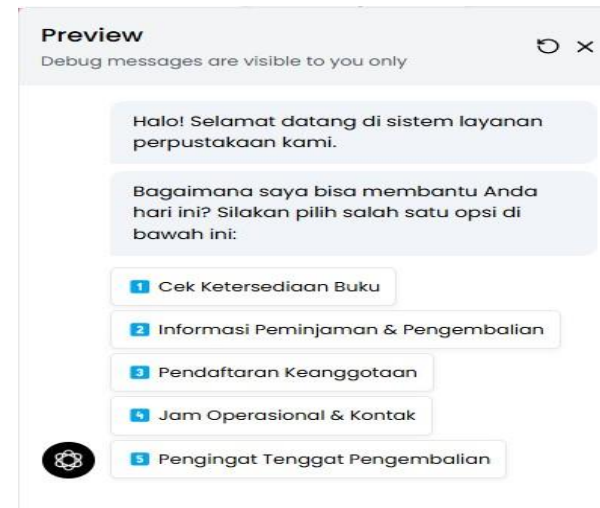 Preview
Debug messages are visible to you only
Halo! Selamat datang di sistem layanan
perpustakaan kami.
Bagaimana saya bisa membantu Anda
hari ini? Silakan pilih salah satu opsi di
bawah ini:
1 Cek Ketersediaan Buku
2 Informasi Peminjaman & Pengembalian
3 Pendaftaran Keanggotaan
4 Jam Operasional & Kontak
5 Pengingat Tenggat Pengembalian